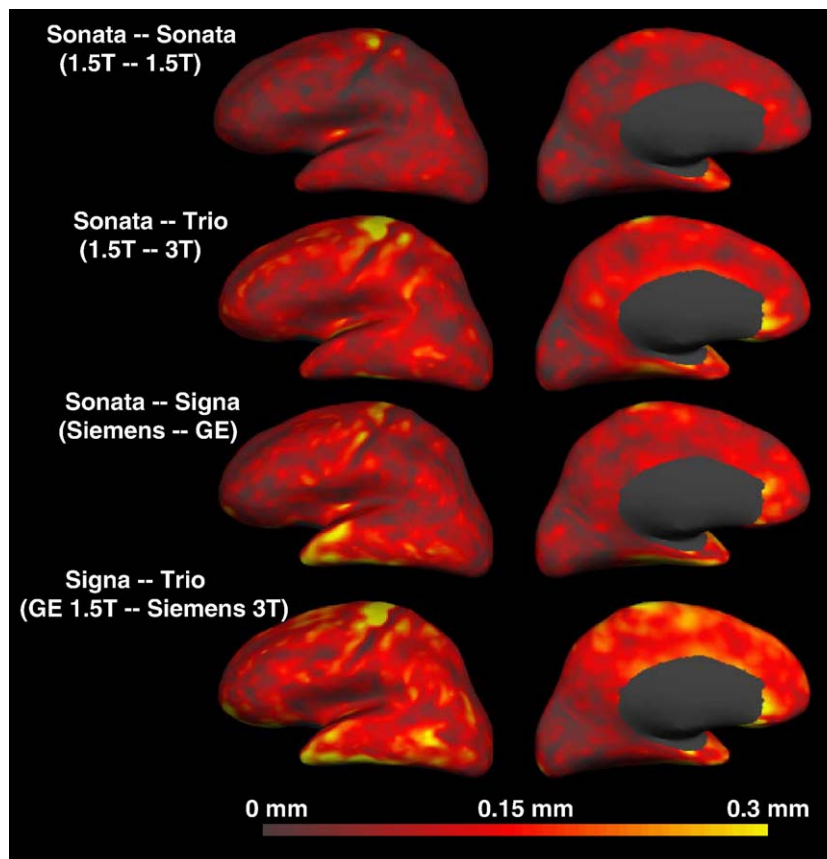 Sonata -- Sonata
(1.5T -- 1.5T)
Sonata -- Trio
(1.5T -- 3T)
Sonata -- Signa
(Siemens -- GE)
Signa -- Trio
(GE 1.5T -- Siemens 3T)
0 mm 0.15 mm 0.3 mm